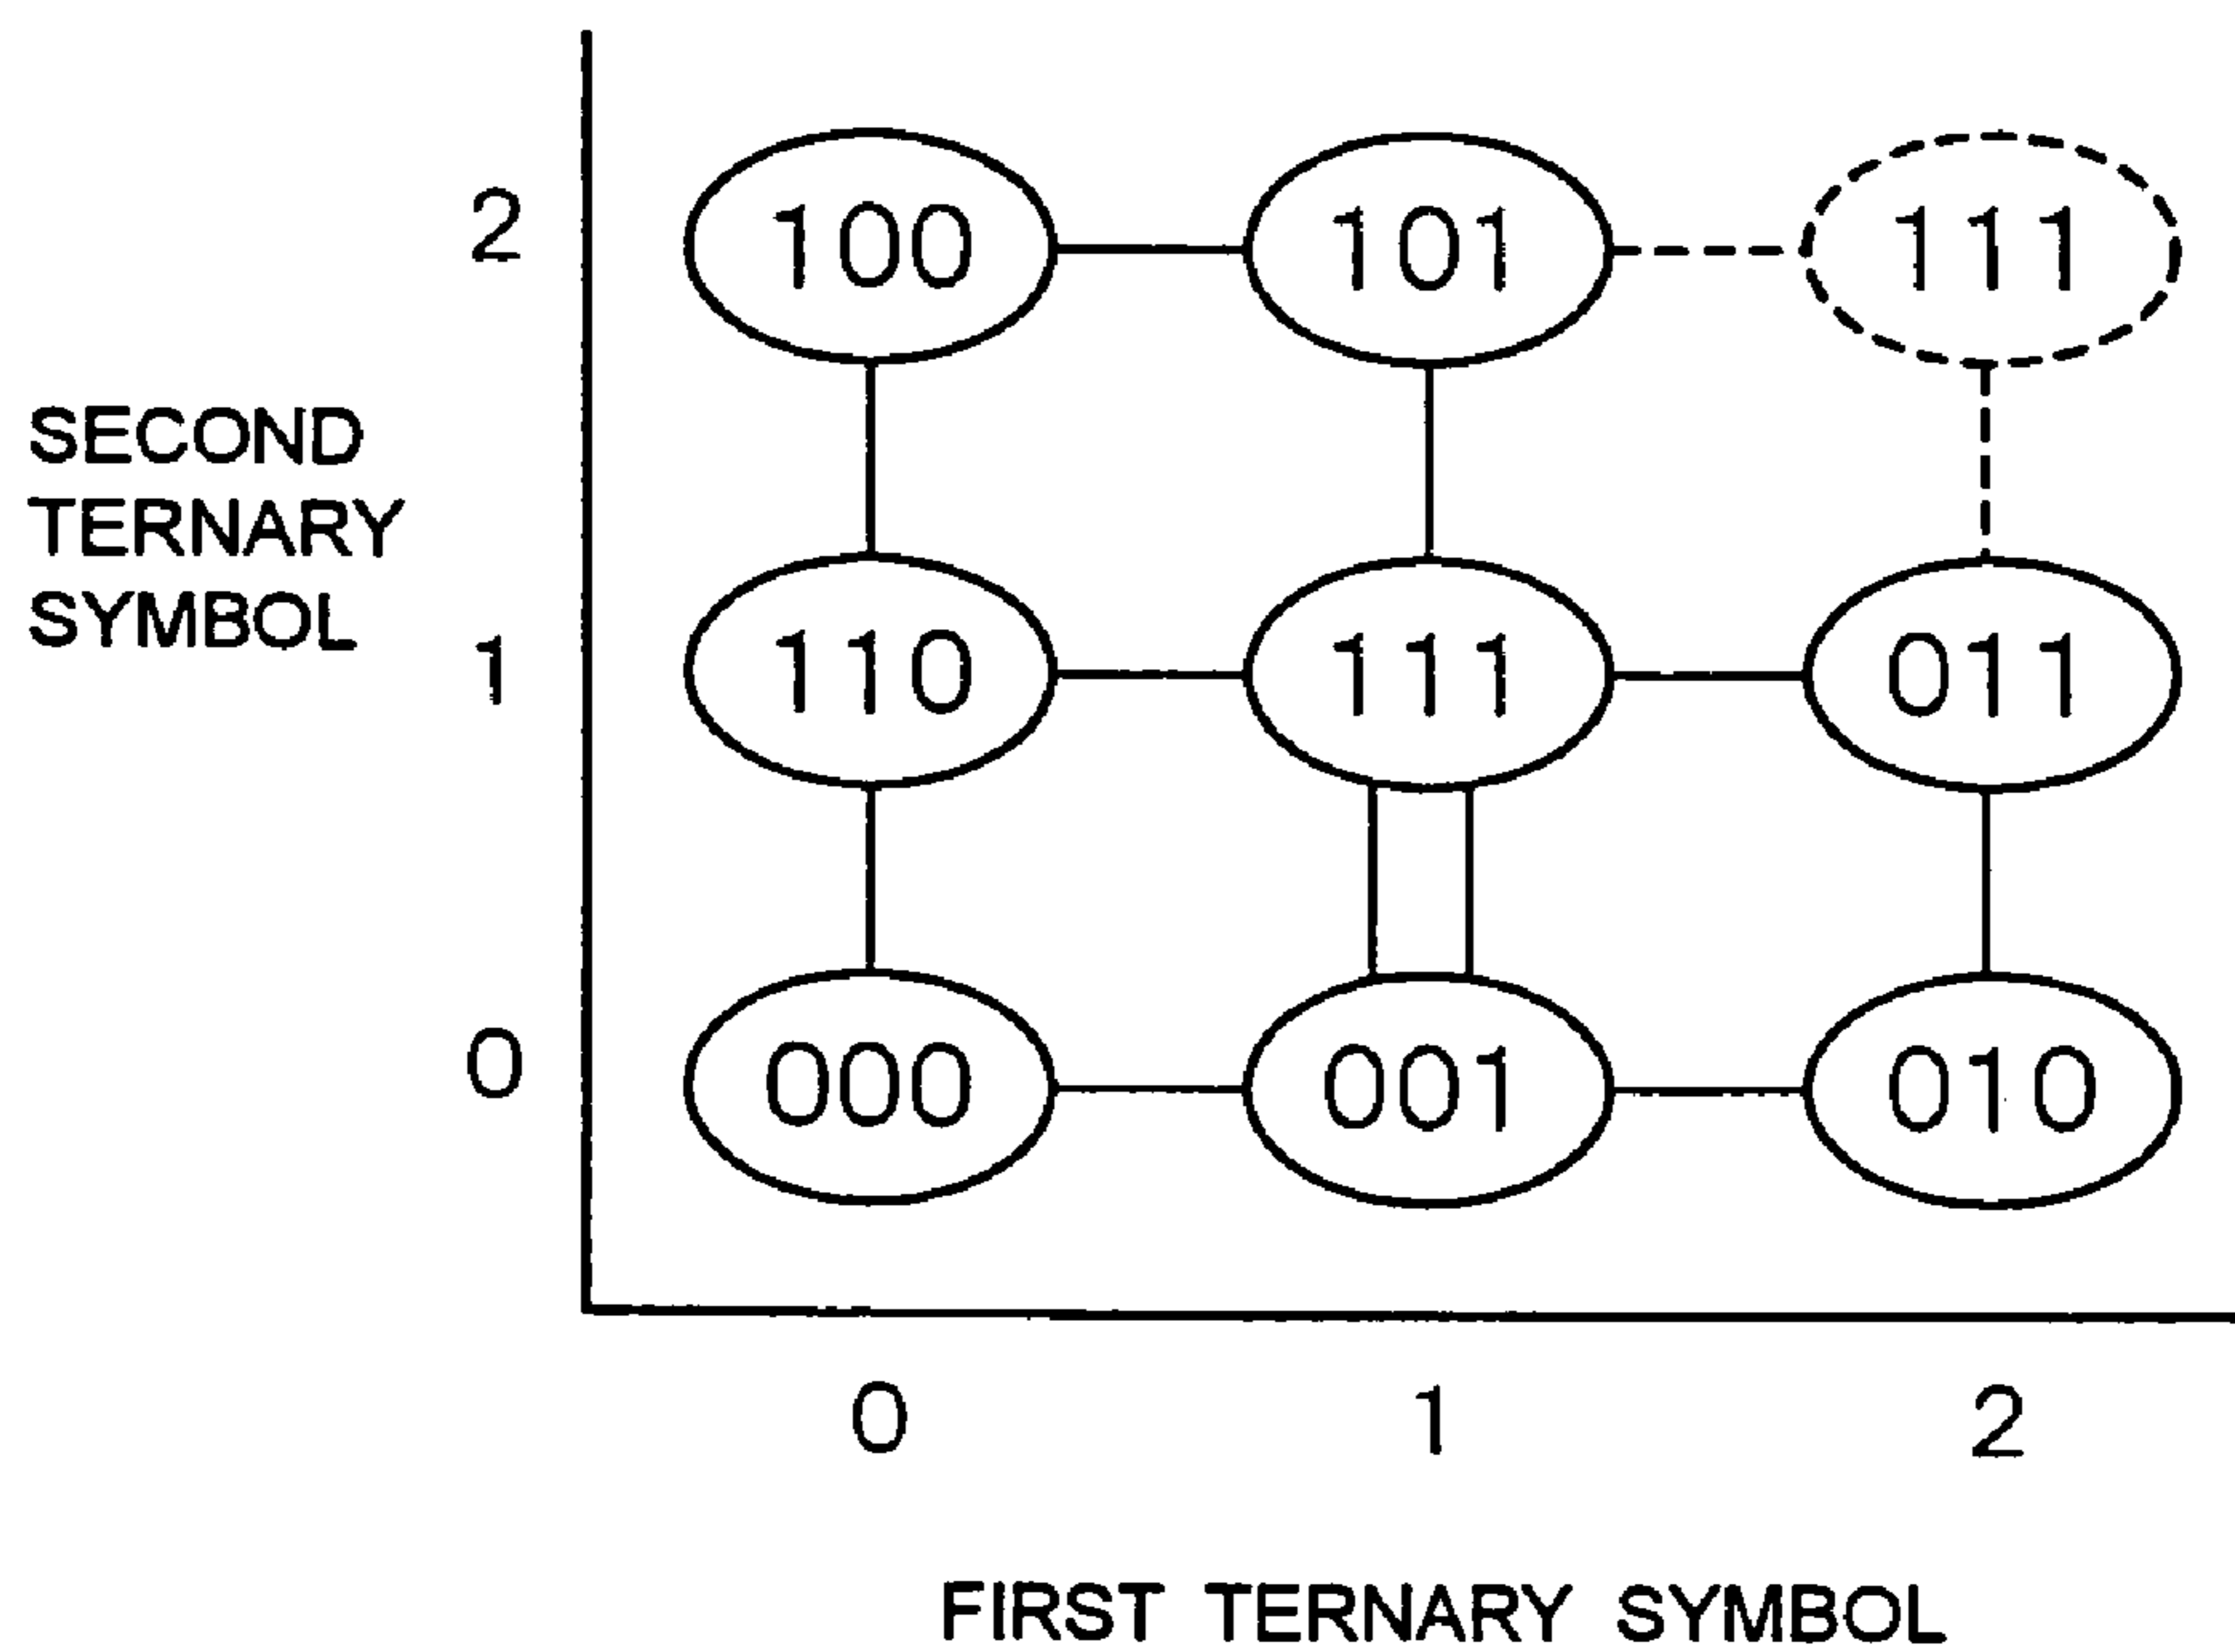 2 100 101 111
SECOND
TERNARY
SYMBOL
1 110 111 011
0 000 001 010
0 1 2
FIRST TERNARY SYMBOL